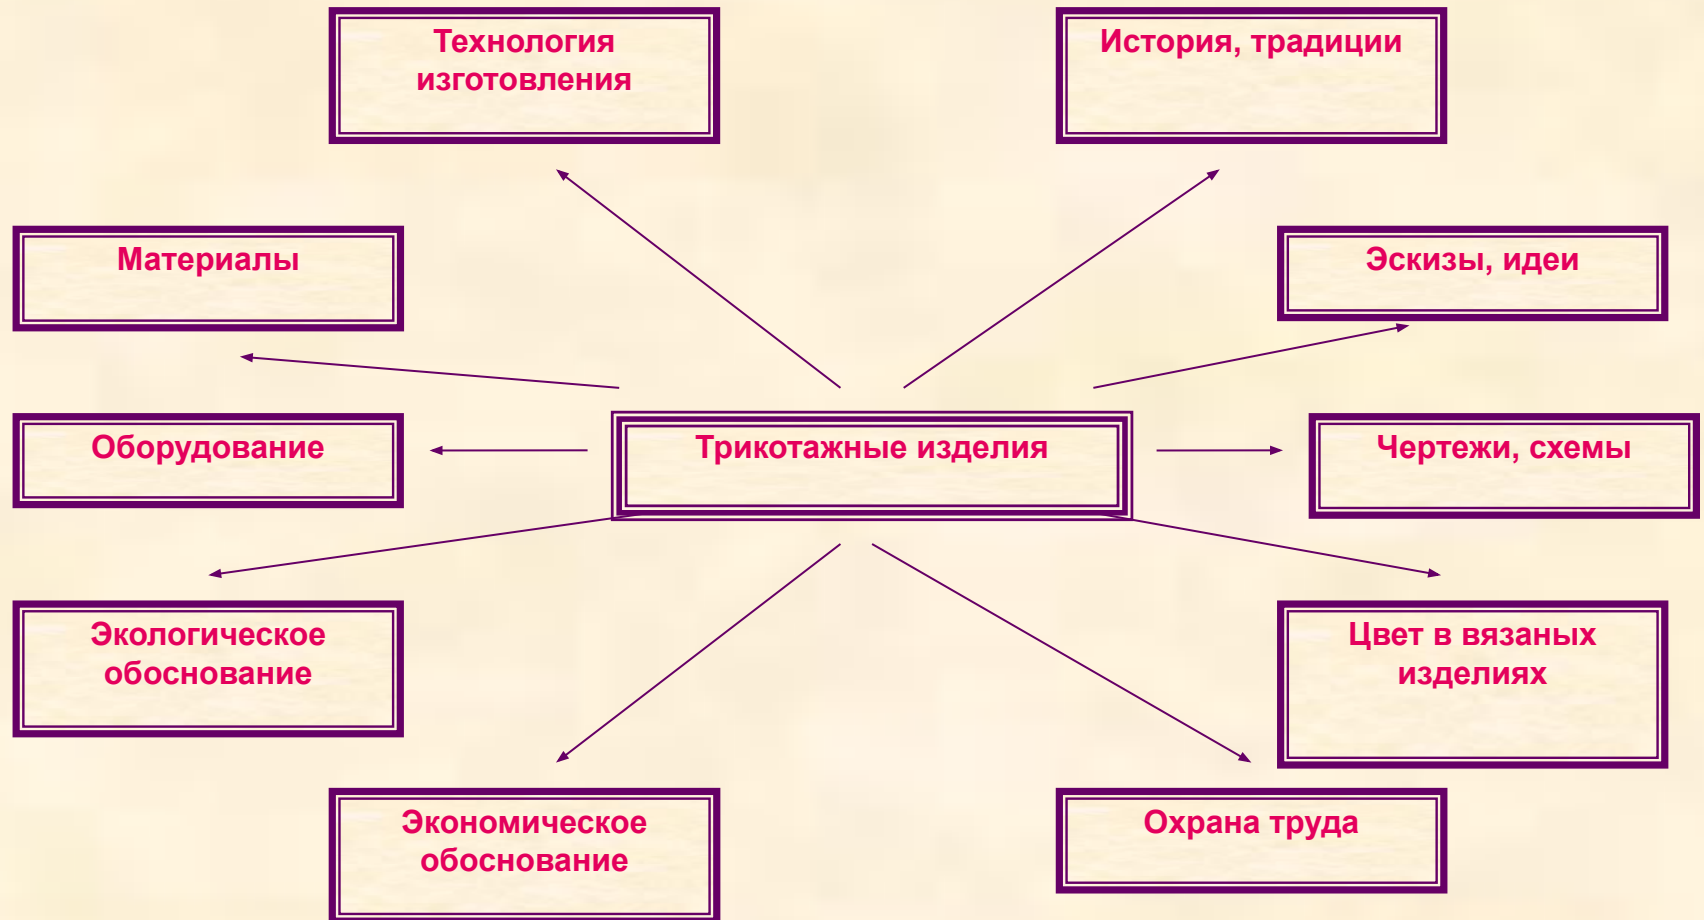 Технология
изготовления
История, традиции
Материалы
Эскизы, идеи
Оборудование
Трикотажные изделия
Чертежи, схемы
Экологическое
обоснование
Цвет в вязаных
изделиях
Экономическое
обоснование
Охрана труда